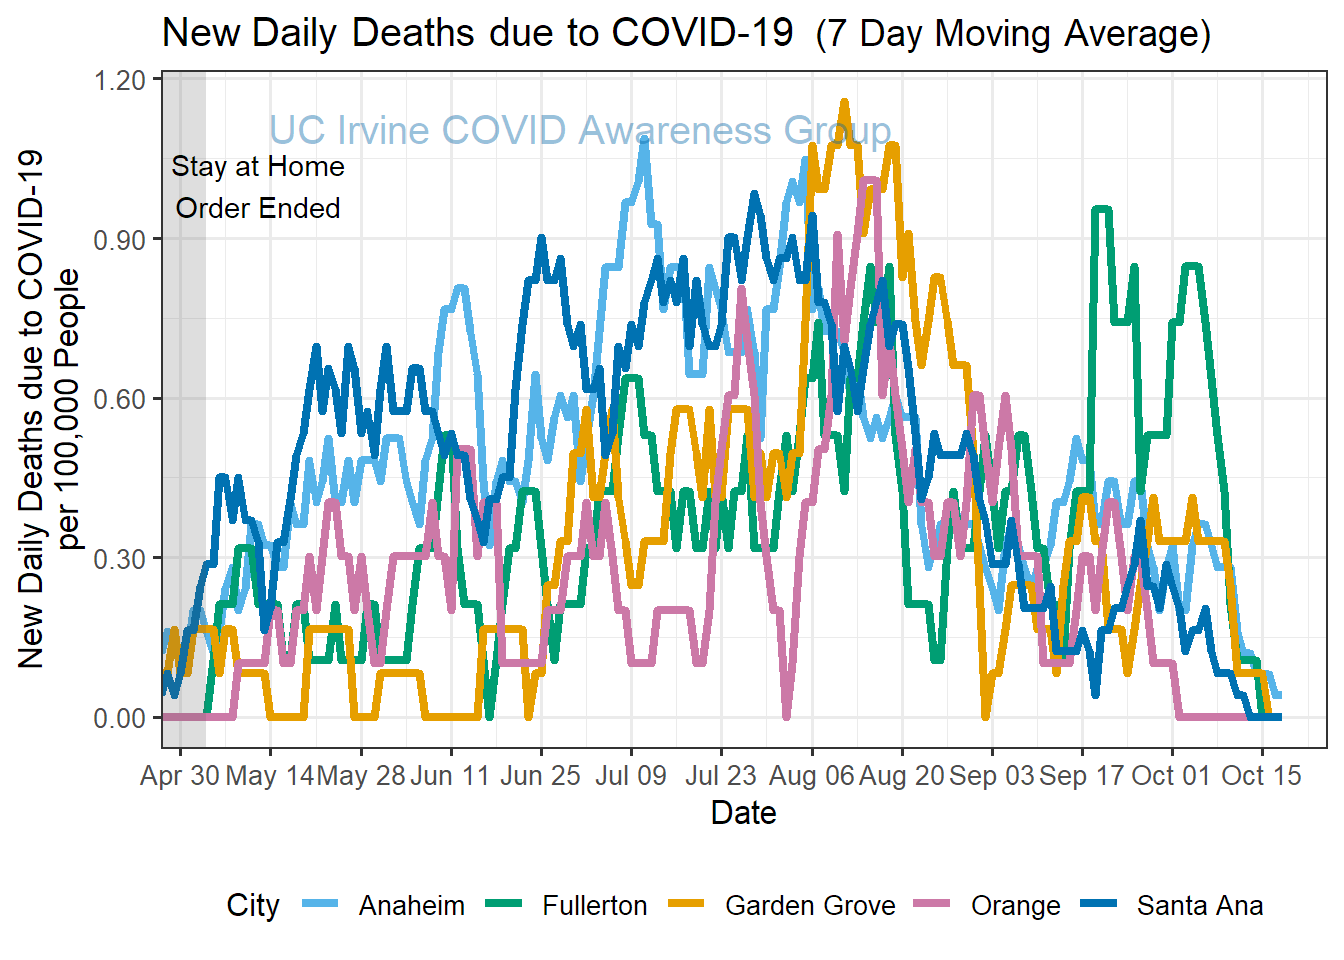 New Daily Deaths due to COVID-19 (7 Day Moving Average)
New Daily Deaths due to COVID-19
per 100,000 People
1.20
0.90
0.60
0.30
0.00
UC Irvine COVID Awareness Group
Stay at Home
Order Ended
Apr 30 May 14 May 28 Jun 11 Jun 25 Jul 09 Jul 23 Aug 06 Aug 20 Sep 03 Sep 17 Oct 01 Oct 15
Date
City Anaheim Fullerton Garden Grove Orange Santa Ana